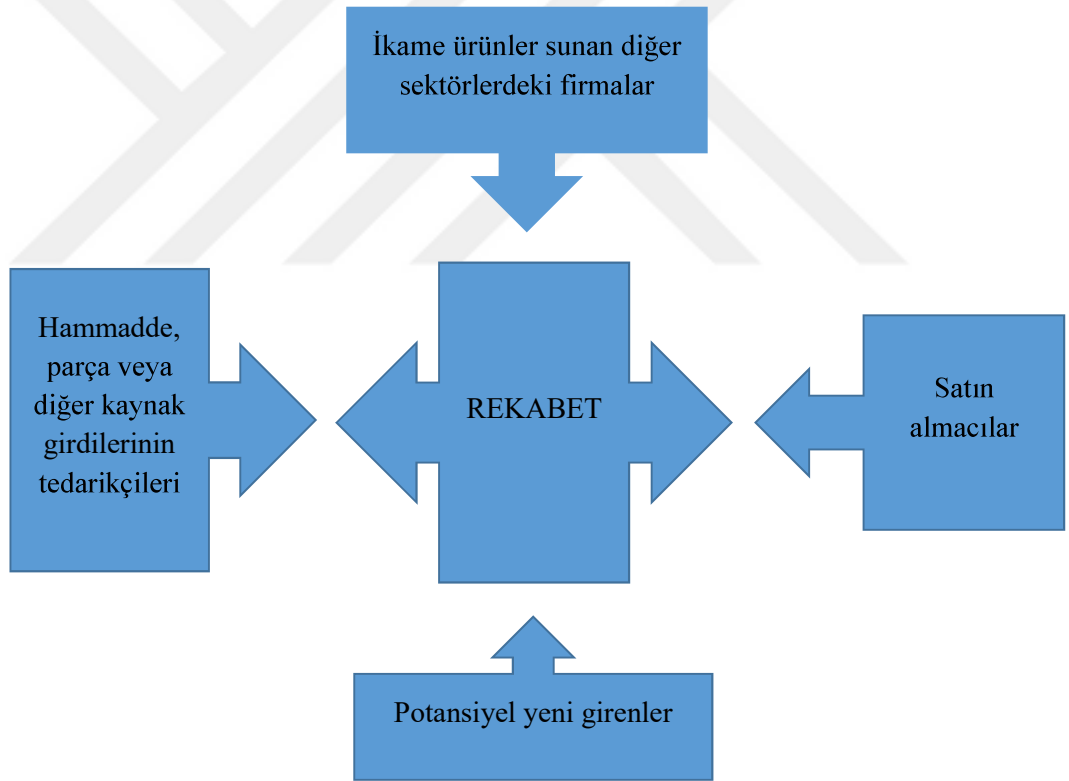 İkame ürünler sunan diğer
sektörlerdeki firmalar
Hammadde,
parça veya
diğer kaynak
girdilerinin
tedarikçileri
REKABET
Satın
almacılar
Potansiyel yeni girenler